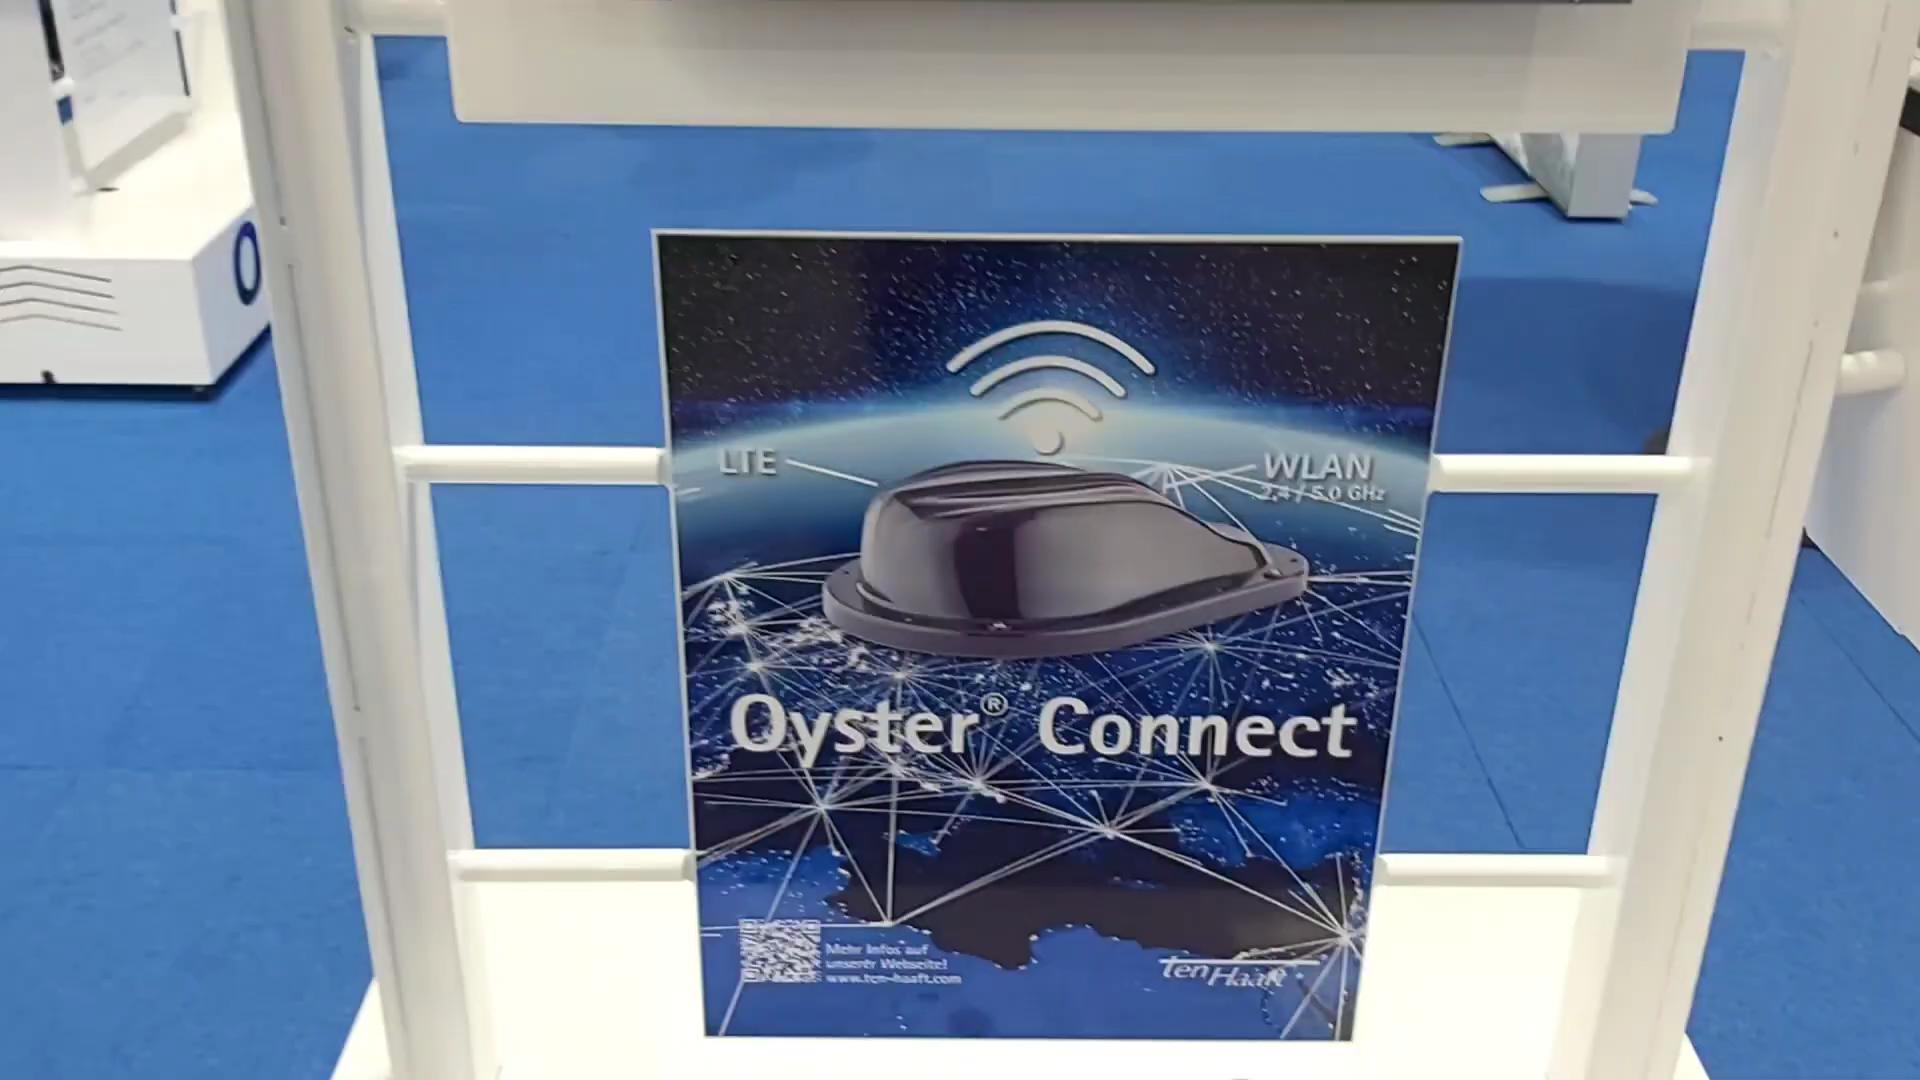 LTE
WLAN
2,4 / 5,0 GHz
Oyster® Connect
Mehr Infos auf
unserer Webseite!
www.ten-haaft.com
ten Haaft